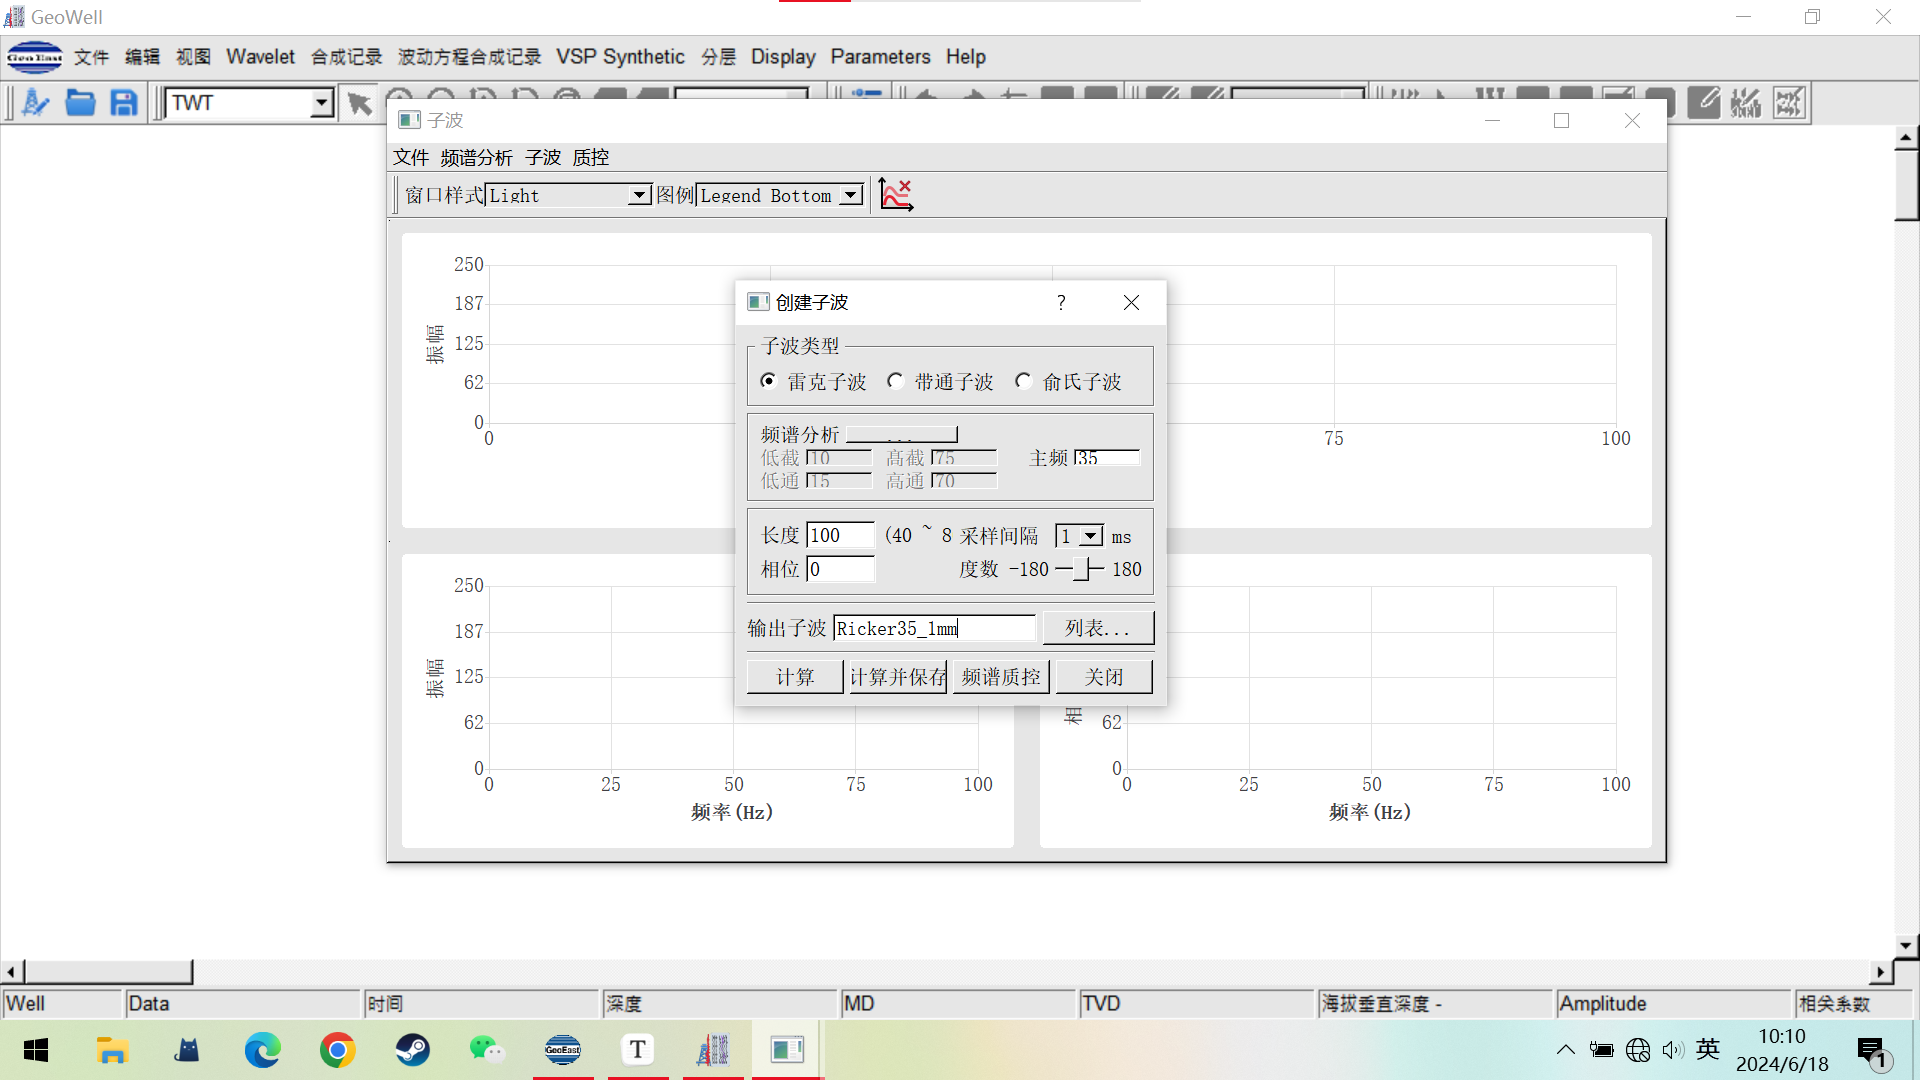 GeoWell
GeoEast 文件 编辑 视图 Wavelet 合成记录 波动方程合成记录 VSP Synthetic 分层 Display Parameters Help
TWT
子波
文件 频谱分析 子波 质控
窗口样式 Light 图例 Legend Bottom
250
187
125
62
0
振幅
0 75 100
创建子波 ?
子波类型
雷克子波 带通子波 俞氏子波
频谱分析 ...
低截 10 高截 75 主频 35
低通 15 高通 70
长度 100 (40 ~ 8 采样间隔 1 ms
相位 0 度数 -180 180
输出子波 Ricker35_1mm 列表...
计算 计算并保存 频谱质控 关闭
250
187
125
62
0
振幅
0 25 50 75 100
频率(Hz)
62
0
0 25 50 75 100
频率(Hz)
Well Data 时间 深度 MD TVD 海拔垂直深度 - Amplitude 相关系数
GeoEast T 英 10:10
2024/6/18
1